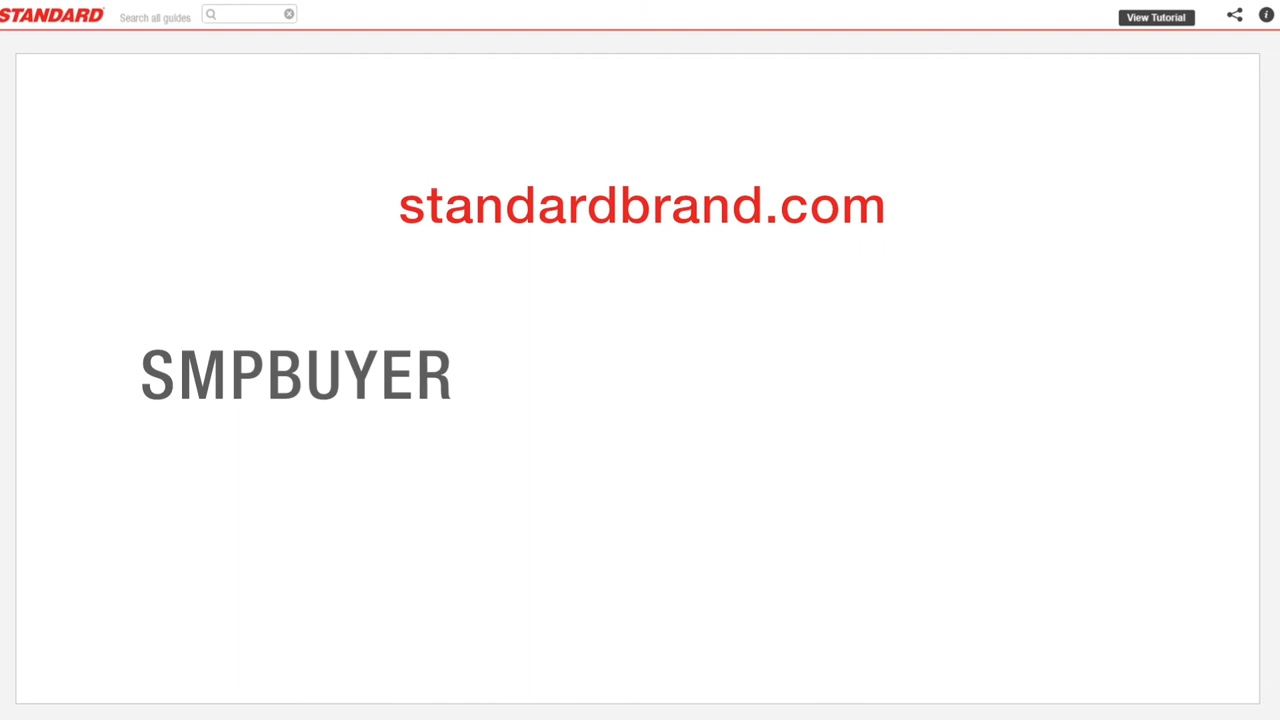 STANDARD
Search all guides
View Tutorial
standardbrand.com
SMPBUYER